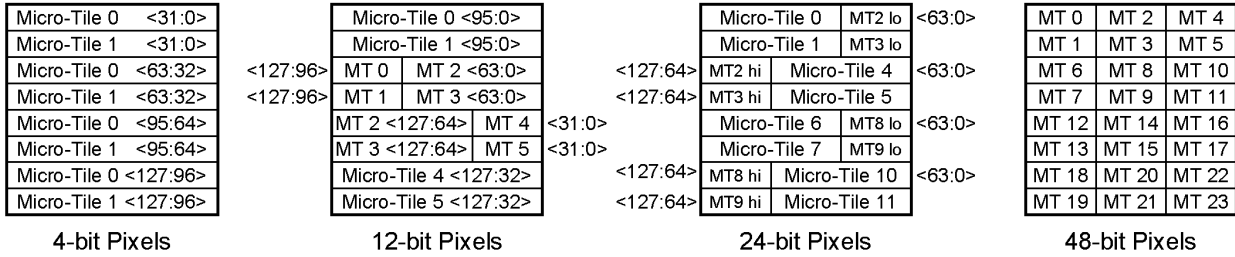 Micro-Tile 0 <31:0> Micro-Tile 0 <95:0> Micro-Tile 0 MT2 lo <63:0> MT 0 MT 2 MT 4
Micro-Tile 1 <31:0> Micro-Tile 1 <95:0> Micro-Tile 1 MT3 lo MT 1 MT 3 MT 5
Micro-Tile 0 <63:32> <127:96> MT 0 MT 2 <63:0> <127:64> MT2 hi Micro-Tile 4 <63:0> MT 6 MT 8 MT 10
Micro-Tile 1 <63:32> <127:96> MT 1 MT 3 <63:0> <127:64> MT3 hi Micro-Tile 5 MT 7 MT 9 MT 11
Micro-Tile 0 <95:64> MT 2 <127:64> MT 4 <31:0> Micro-Tile 6 MT8 lo <63:0> MT 12 MT 14 MT 16
Micro-Tile 1 <95:64> MT 3 <127:64> MT 5 <31:0> Micro-Tile 7 MT9 lo MT 13 MT 15 MT 17
Micro-Tile 0 <127:96> Micro-Tile 4 <127:32> <127:64> MT8 hi Micro-Tile 10 <63:0> MT 18 MT 20 MT 22
Micro-Tile 1 <127:96> Micro-Tile 5 <127:32> <127:64> MT9 hi Micro-Tile 11 MT 19 MT 21 MT 23
4-bit Pixels 12-bit Pixels 24-bit Pixels 48-bit Pixels